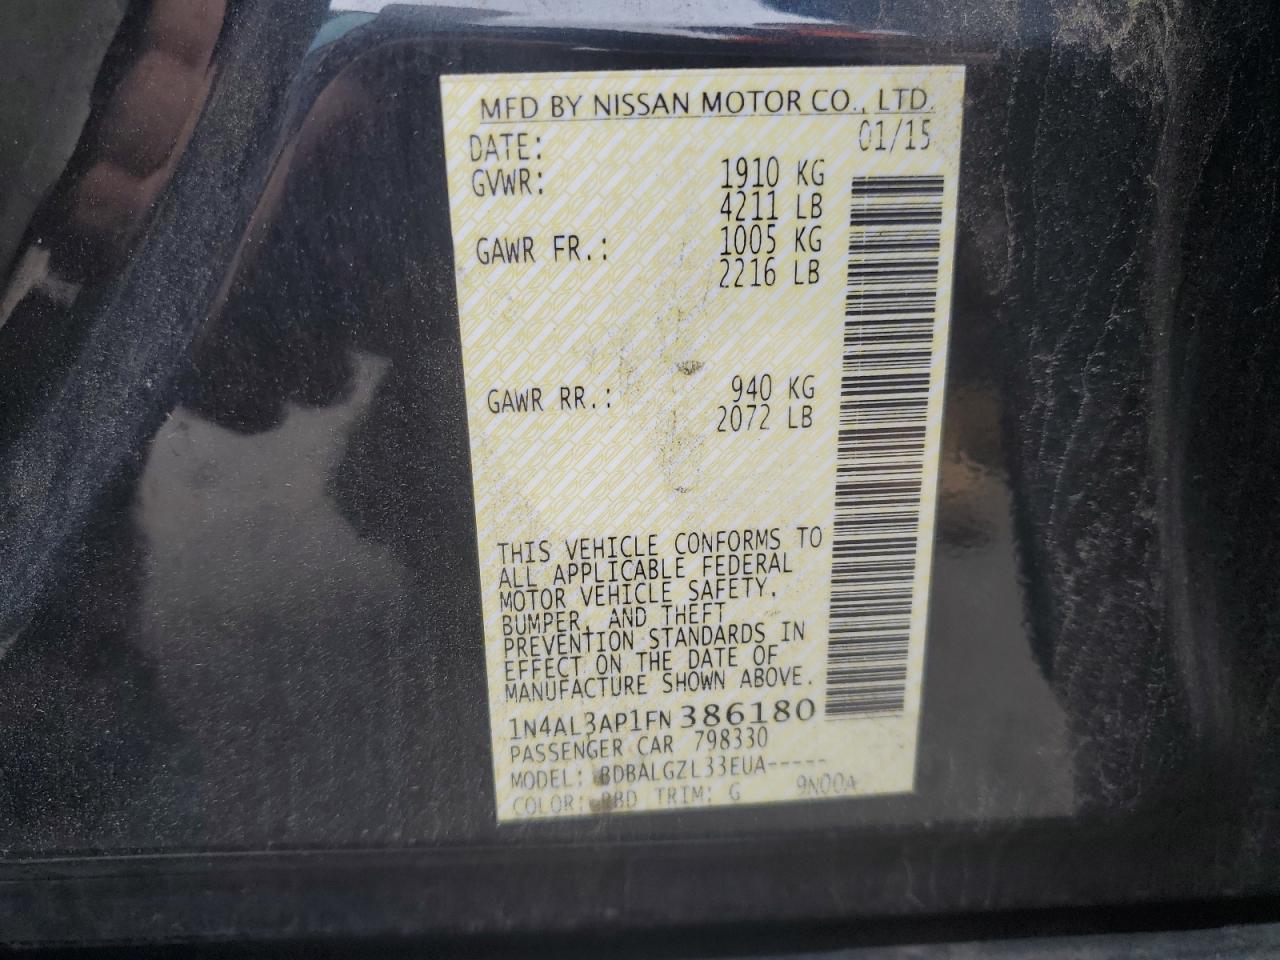 MFD BY NISSAN MOTOR CO., LTD.
DATE: 01/15
GVWR: 1910 KG
4211 LB
GAWR FR.: 1005 KG
2216 LB
GAWR RR.: 940 KG
2072 LB
THIS VEHICLE CONFORMS TO
ALL APPLICABLE FEDERAL
MOTOR VEHICLE SAFETY,
BUMPER, AND THEFT
PREVENTION STANDARDS IN
EFFECT ON THE DATE OF
MANUFACTURE SHOWN ABOVE.
1N4AL3AP1FN386180
PASSENGER CAR 798330
MODEL: BDBALGZL33EUA-----
COLOR: TRIM: G 9N00A